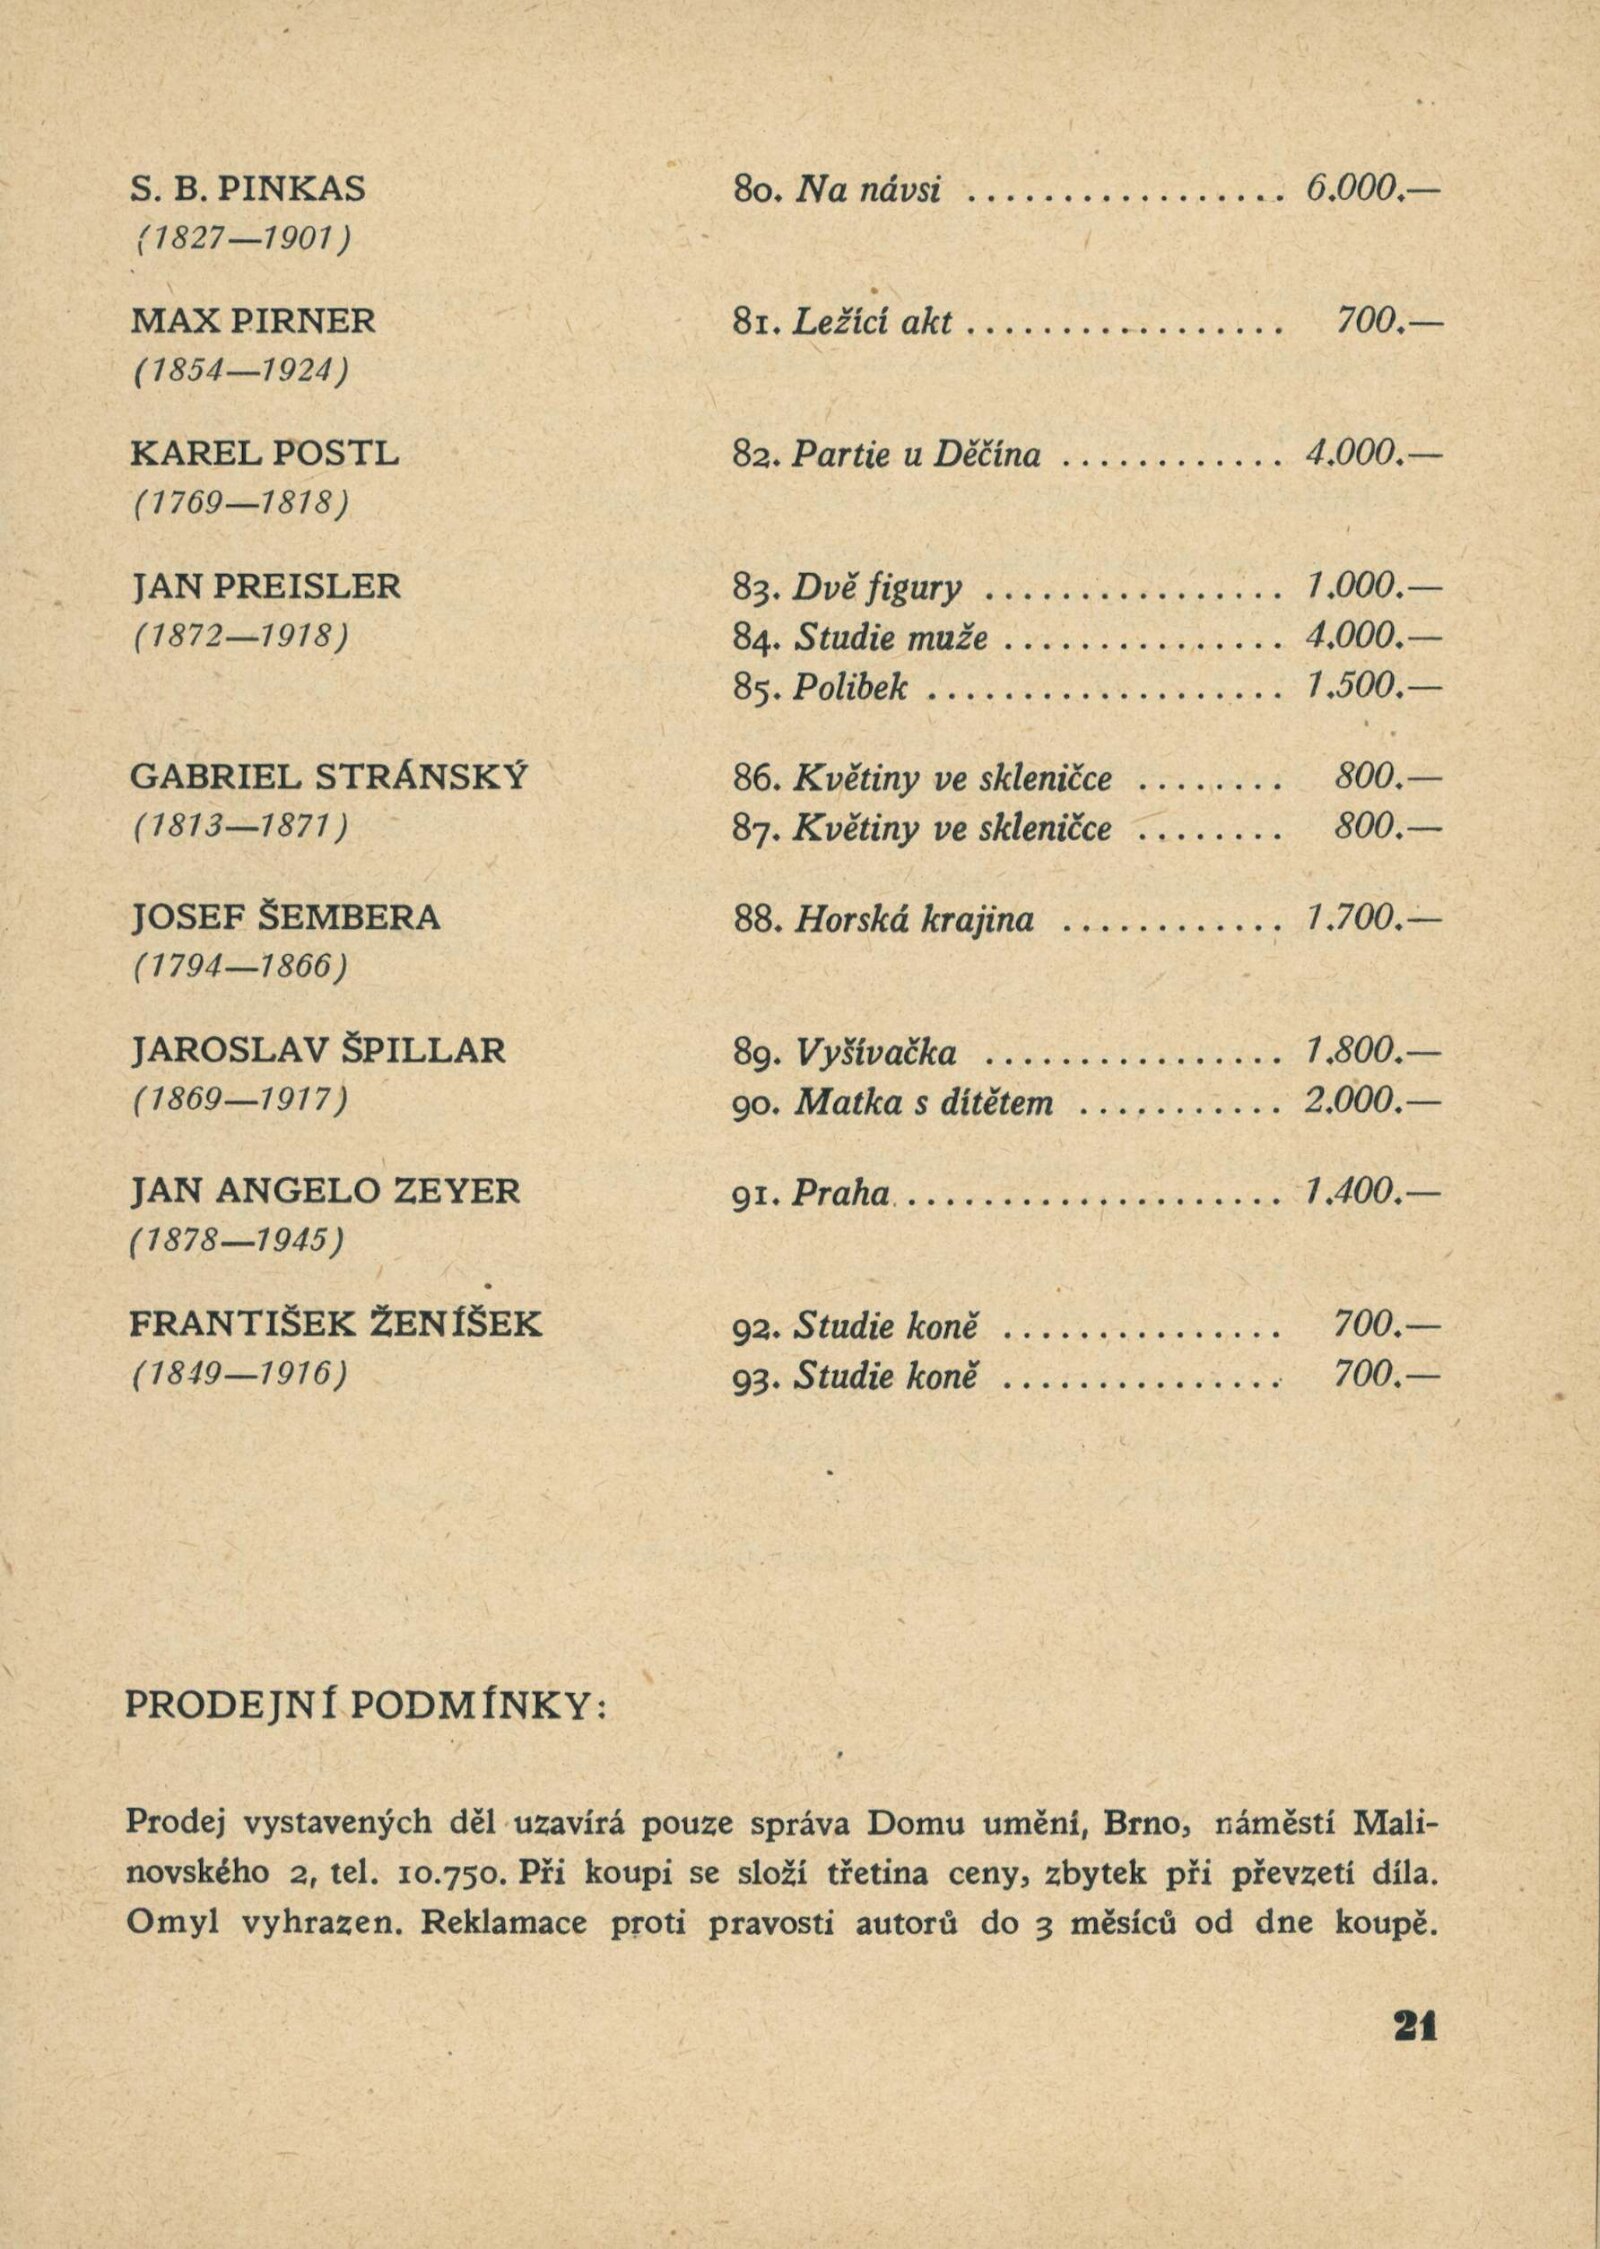 S. B. PINKAS 80. Na návsi ................. 6.000.—
(1827—1901)
MAX PIRNER 81. Ležící akt ................. 700.—
(1854—1924)
KAREL POSTL 82. Partie u Děčína ............ 4.000.—
(1769—1818)
JAN PREISLER 83. Dvě figury ................ 1.000.—
(1872—1918) 84. Studie muže ............... 4.000.—
85. Polibek ................... 1.500.—
GABRIEL STRÁNSKÝ 86. Květiny ve skleničce ........ 800.—
(1813—1871) 87. Květiny ve skleničce ........ 800.—
JOSEF ŠEMBERA 88. Horská krajina ............ 1.700.—
(1794—1866)
JAROSLAV ŠPILLAR 89. Vyšívačka ................ 1.800.—
(1869—1917) 90. Matka s dítětem ........... 2.000.—
JAN ANGELO ZEYER 91. Praha .................... 1.400.—
(1878—1945)
FRANTIŠEK ŽENÍŠEK 92. Studie koně ............... 700.—
(1849—1916) 93. Studie koně ............... 700.—
PRODEJNÍ PODMÍNKY:
Prodej vystavených děl uzavírá pouze správa Domu umění, Brno, náměstí Mali-
novského 2, tel. 10.750. Při koupi se složí třetina ceny, zbytek při převzetí díla.
Omyl vyhrazen. Reklamace proti pravosti autorů do 3 měsíců od dne koupě.
21